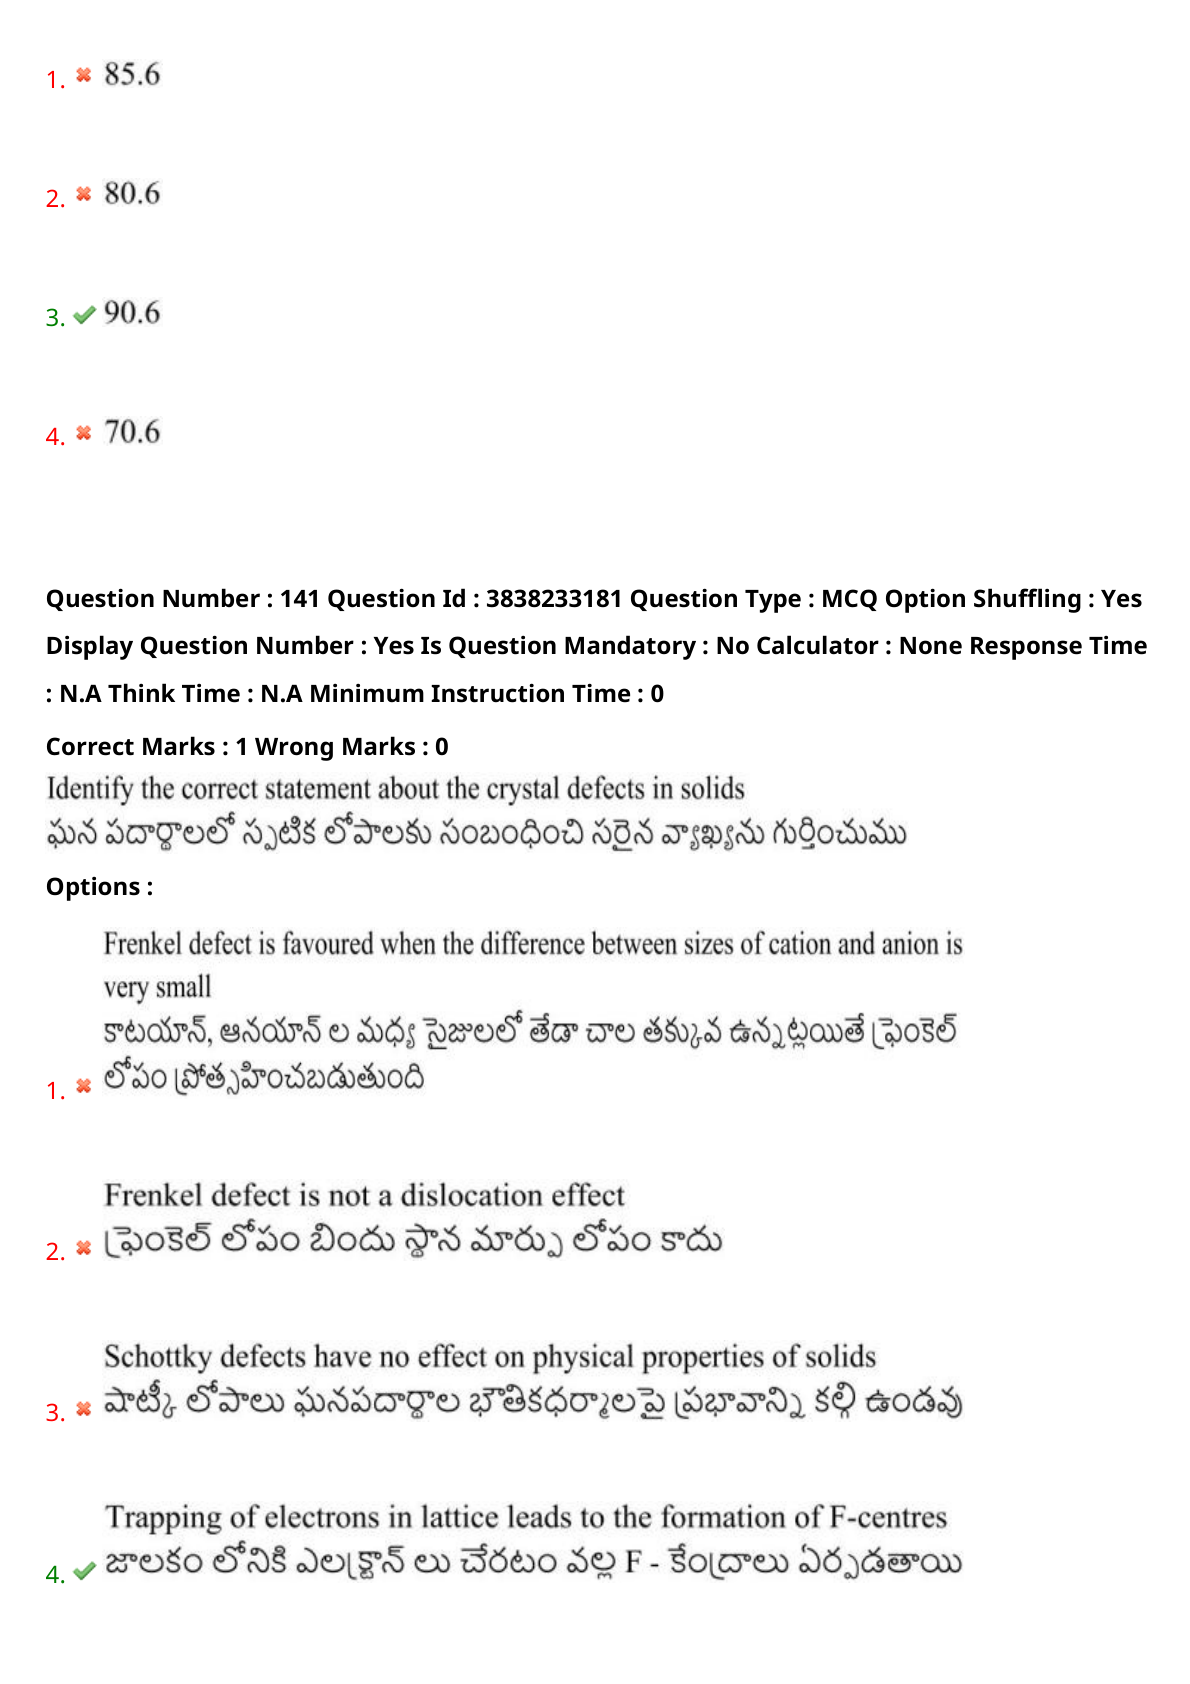 1. 85.6
2. 80.6
3. 90.6
4. 70.6
Question Number : 141 Question Id : 3838233181 Question Type : MCQ Option Shuffling : Yes
Display Question Number : Yes Is Question Mandatory : No Calculator : None Response Time
: N.A Think Time : N.A Minimum Instruction Time : 0
Correct Marks : 1 Wrong Marks : 0
Identify the correct statement about the crystal defects in solids
ఘన పదార్థాలలో స్ఫటిక లోపాలకు సంబంధించి సరైన వ్యాఖ్యను గుర్తించుము
Options :
Frenkel defect is favoured when the difference between sizes of cation and anion is
very small
కాటయాన్, ఆనయాన్ ల మధ్య సైజులలో తేడా చాల తక్కువ ఉన్నట్లయితే ఫ్రెంకెల్
1. లోపం ప్రోత్సహించబడుతుంది
Frenkel defect is not a dislocation effect
2. ఫ్రెంకెల్ లోపం బిందు స్థాన మార్పు లోపం కాదు
Schottky defects have no effect on physical properties of solids
3. షాట్కీ లోపాలు ఘనపదార్థాల భౌతికధర్మాలపై ప్రభావాన్ని కల్గి ఉండవు
Trapping of electrons in lattice leads to the formation of F-centres
4. జాలకం లోనికి ఎలక్ట్రాన్ లు చేరటం వల్ల F - కేంద్రాలు ఏర్పడతాయి